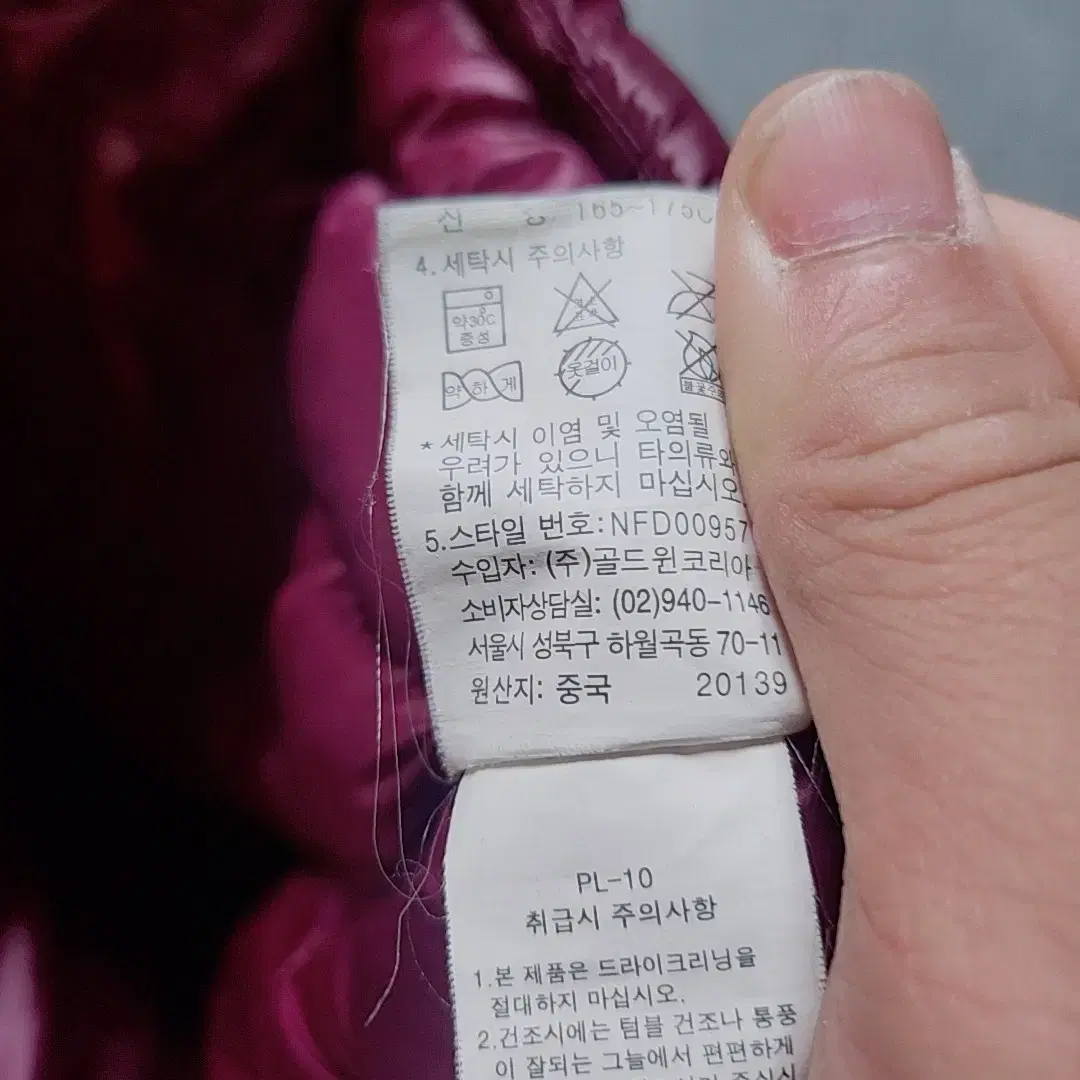 신 장 165~175C
4.세탁시 주의사항
약30℃
중성
약하게
옷걸이
*세탁시 이염 및 오염될
우려가 있으니 타의류와
함께 세탁하지 마십시오
5.스타일 번호:NFD00957
수입자: (주)골드윈코리아
소비자상담실: (02)940-1146
서울시 성북구 하월곡동 70-11
원산지: 중국 20139
PL-10
취급시 주의사항
1.본 제품은 드라이크리닝을
절대하지 마십시오.
2.건조시에는 텀블 건조나 통풍
이 잘되는 그늘에서 편편하게